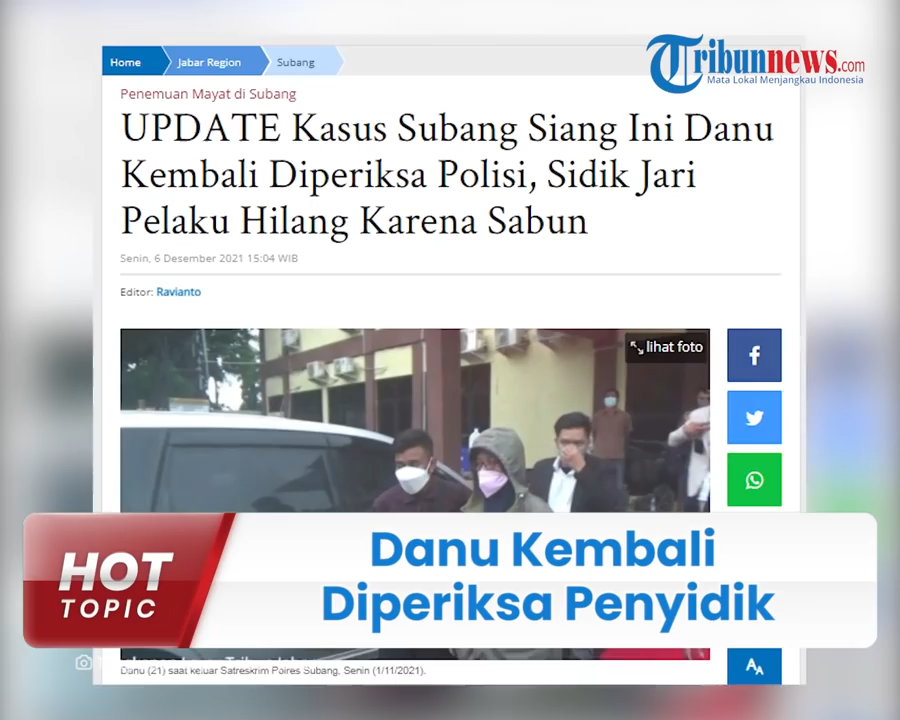 Home
Jabar Region
Subang
Tribunnews.com
Mata Lokal Menjangkau Indonesia
Penemuan Mayat di Subang
UPDATE Kasus Subang Siang Ini Danu
Kembali Diperiksa Polisi, Sidik Jari
Pelaku Hilang Karena Sabun
Senin, 6 Desember 2021 15:04 WIB
Editor: Ravianto
lihat foto
HOT
TOPIC
Danu Kembali
Diperiksa Penyidik
Danu (21) saat keluar Satreskrim Polres Subang, Senin (1/11/2021).
AA